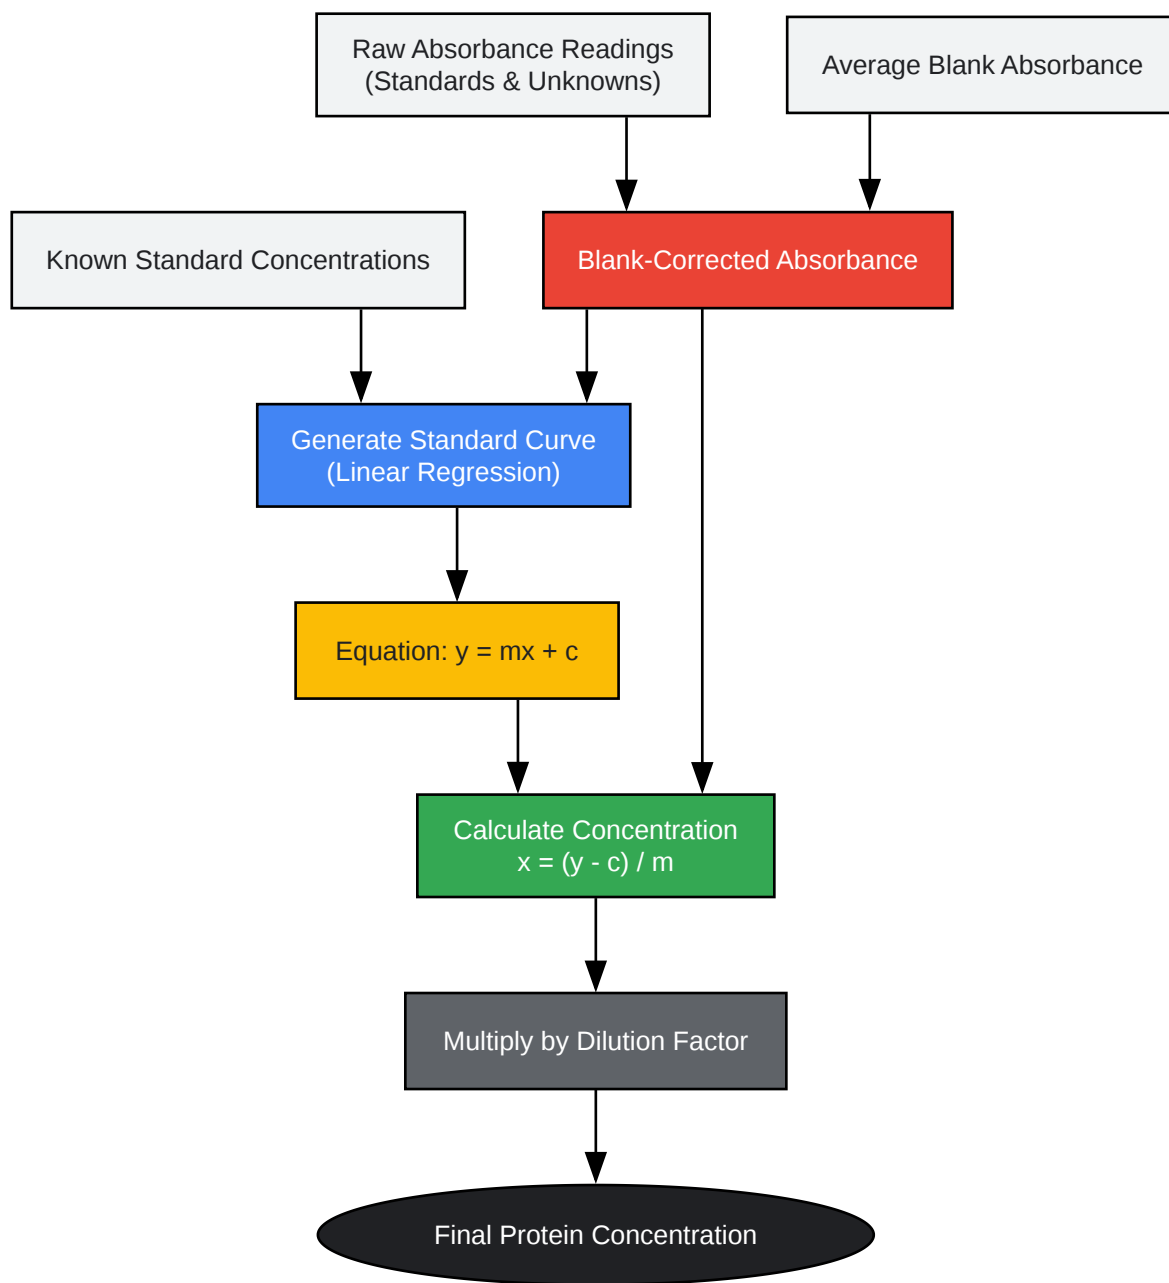 Raw Absorbance Readings
(Standards & Unknowns)
Average Blank Absorbance
Known Standard Concentrations
Blank-Corrected Absorbance
Generate Standard Curve
(Linear Regression)
Equation: y = mx + c
Calculate Concentration
x = (y - c) / m
Multiply by Dilution Factor
Final Protein Concentration